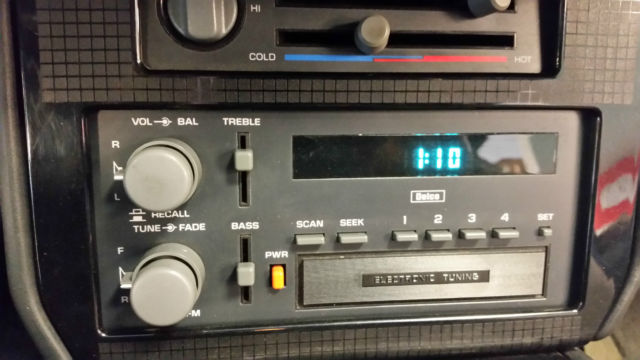 HI
COLD HOT
VOL BAL TREBLE
R
1:10
L
Delco
RECALL
TUNE FADE BASS SCAN SEEK 1 2 3 4 SET
F
PWR
ELECTRONIC TUNING
R
-M